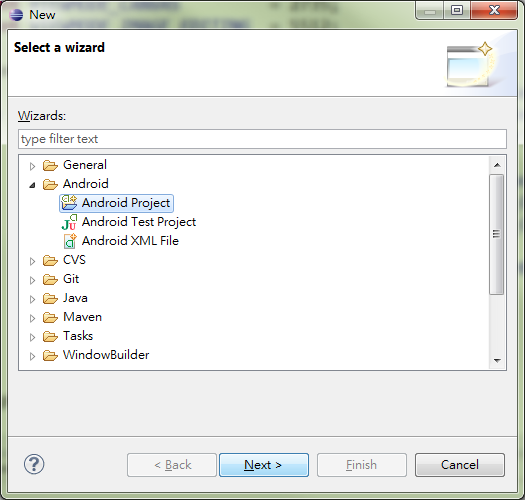 New
Select a wizard
Wizards:
type filter text
General
Android
Android Project
Android Test Project
Android XML File
CVS
Git
Java
Maven
Tasks
WindowBuilder
?
< Back
Next >
Finish
Cancel